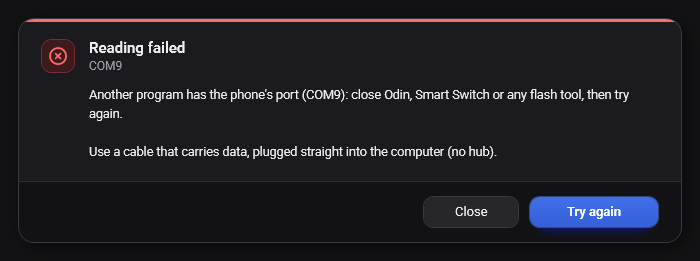 Reading failed
COM9
Another program has the phone's port (COM9): close Odin, Smart Switch or any flash tool, then try
again.
Use a cable that carries data, plugged straight into the computer (no hub).
Close
Try again